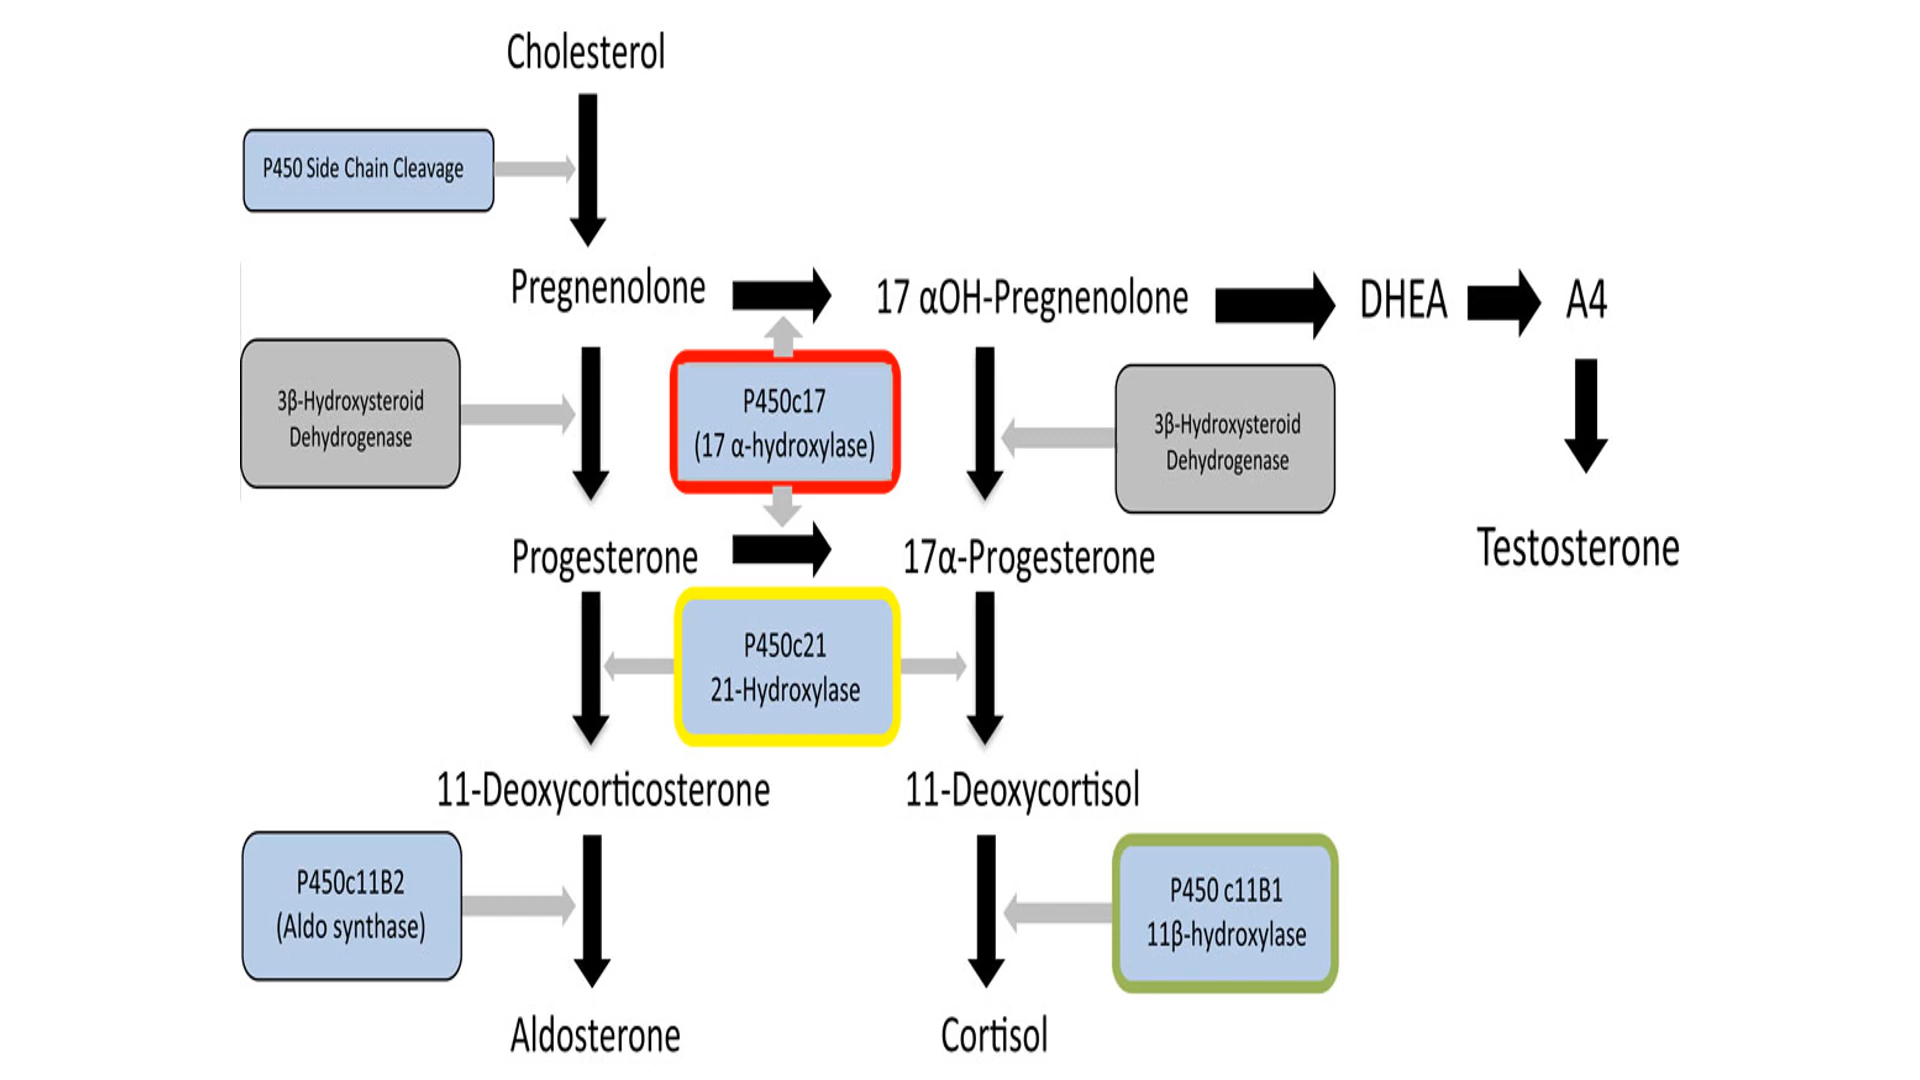 Cholesterol
P450 Side Chain Cleavage
Pregnenolone
17 αOH-Pregnenolone
DHEA
A4
3β-Hydroxysteroid
Dehydrogenase
P450c17
(17 α-hydroxylase)
3β-Hydroxysteroid
Dehydrogenase
Progesterone
17α-Progesterone
Testosterone
P450c21
21-Hydroxylase
11-Deoxycorticosterone
11-Deoxycortisol
P450c11B2
(Aldo synthase)
P450 c11B1
11β-hydroxylase
Aldosterone
Cortisol